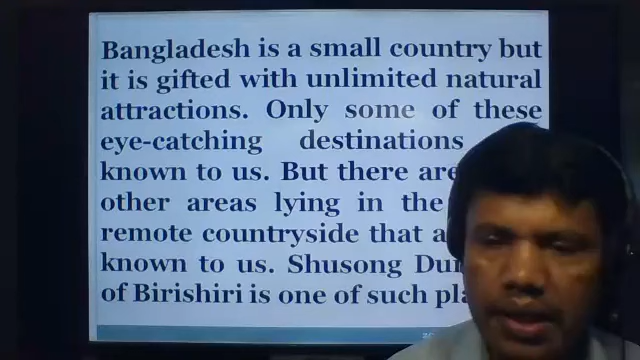 Bangladesh is a small country but
it is gifted with unlimited natural
attractions. Only some of these
eye-catching destinations
known to us. But there are
other areas lying in the
remote countryside that
known to us. Shusong
of Birishiri is one of such